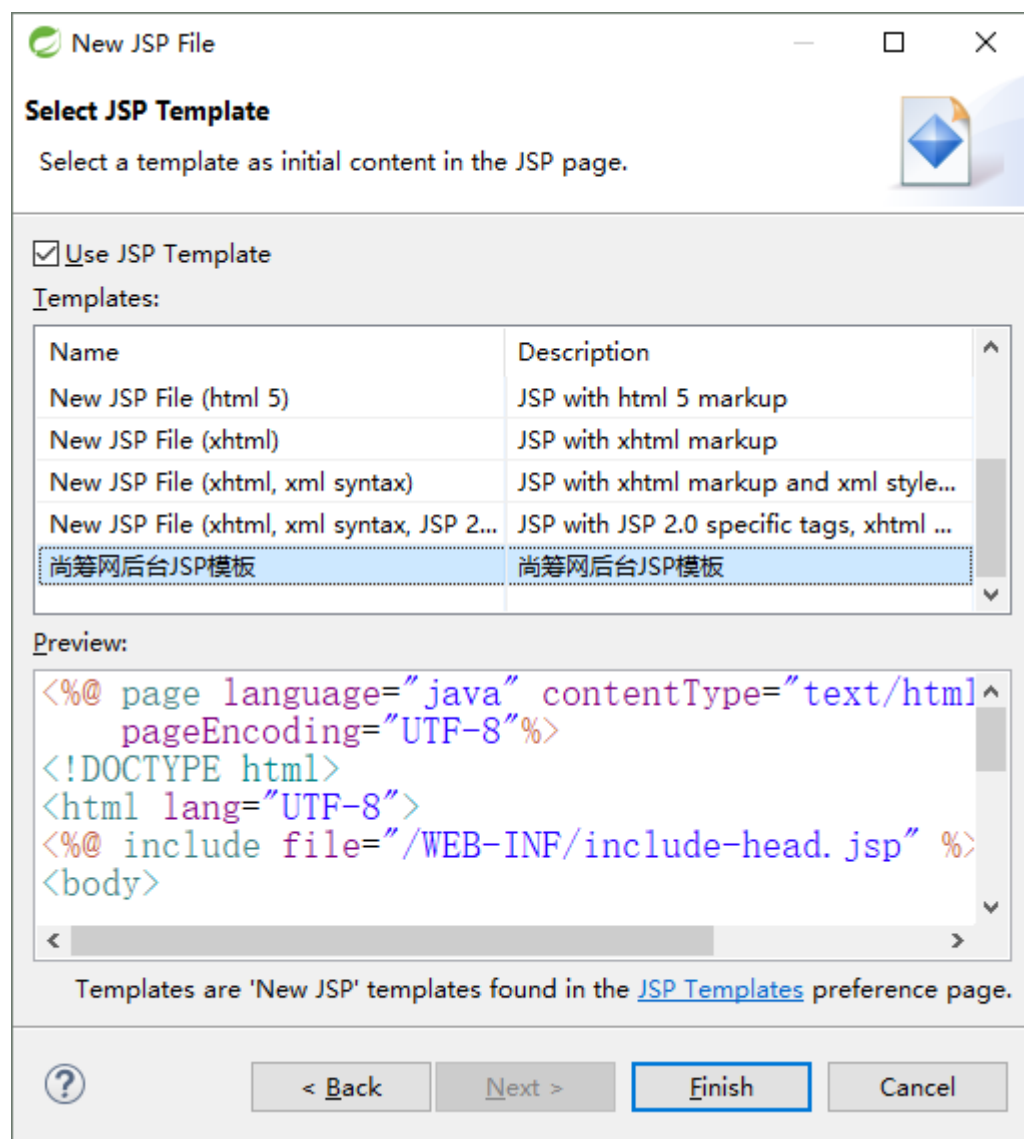 New JSP File
Select JSP Template
Select a template as initial content in the JSP page.
Use JSP Template
Templates:
Name Description
New JSP File (html 5) JSP with html 5 markup
New JSP File (xhtml) JSP with xhtml markup
New JSP File (xhtml, xml syntax) JSP with xhtml markup and xml style...
New JSP File (xhtml, xml syntax, JSP 2... JSP with JSP 2.0 specific tags, xhtml ...
尚筹网后台JSP模板 尚筹网后台JSP模板
Preview:
<%@ page language="java" contentType="text/html
pageEncoding="UTF-8"%>
<!DOCTYPE html>
<html lang="UTF-8">
<%@ include file="/WEB-INF/include-head.jsp" %>
<body>
Templates are 'New JSP' templates found in the JSP Templates preference page.
? < Back Next > Finish Cancel